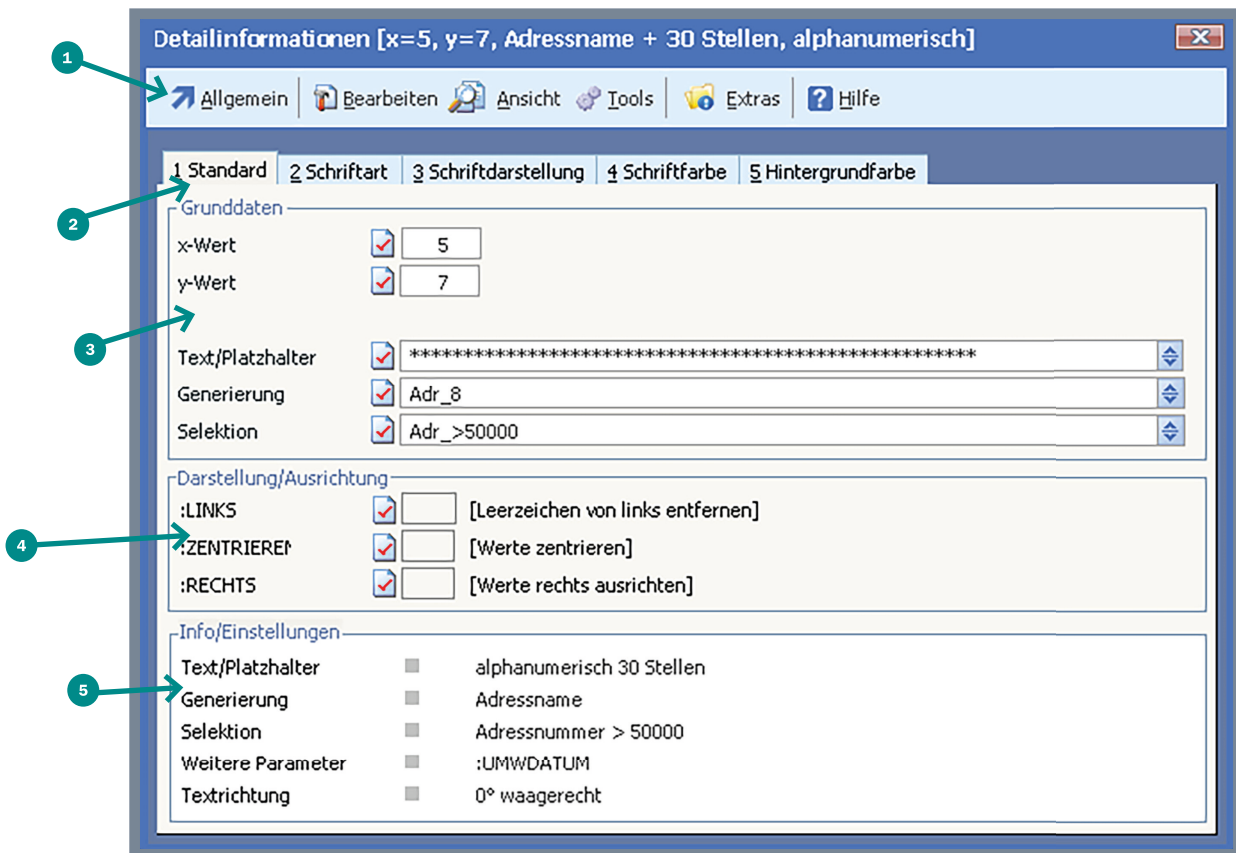 Detailinformationen [x=5, y=7, Adressname + 30 Stellen, alphanumerisch]
1
Allgemein Bearbeiten Ansicht Tools Extras Hilfe
1 Standard 2 Schriftart 3 Schriftdarstellung 4 Schriftfarbe 5 Hintergrundfarbe
2
Grunddaten
x-Wert 5
y-Wert 7
3
Text/Platzhalter *****************************************************
Generierung Adr_8
Selektion Adr_>50000
Darstellung/Ausrichtung
:LINKS [Leerzeichen von links entfernen]
4
:ZENTRIEREN [Werte zentrieren]
:RECHTS [Werte rechts ausrichten]
Info/Einstellungen
Text/Platzhalter alphanumerisch 30 Stellen
5
Generierung Adressname
Selektion Adressnummer > 50000
Weitere Parameter :UMWDATUM
Textrichtung 0° waagerecht